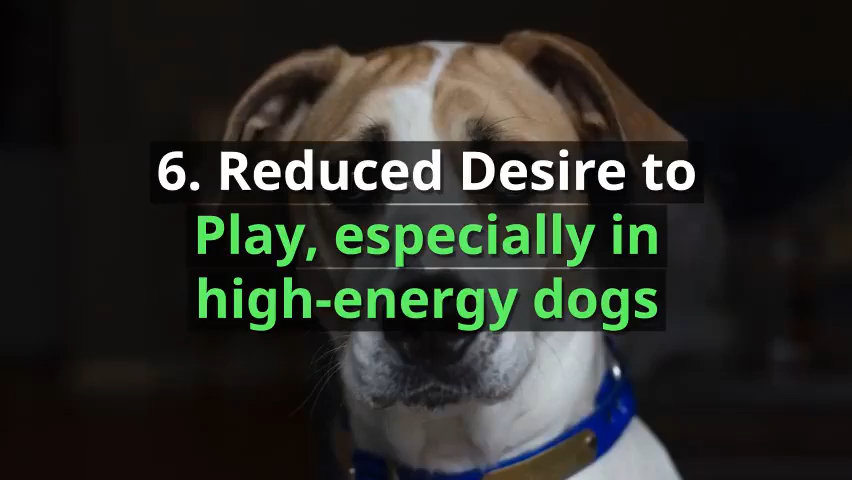 6. Reduced Desire to
Play, especially in
high-energy dogs